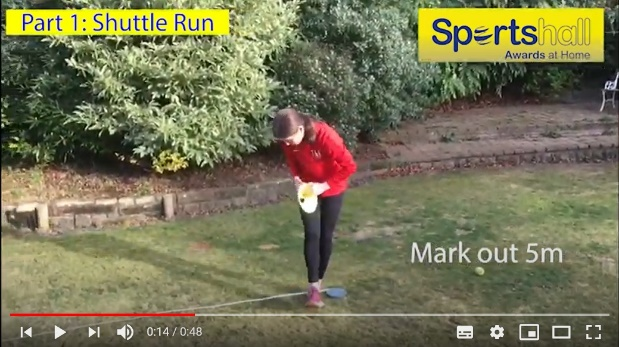 Part 1: Shuttle Run
Sportshall
Awards at Home
Mark out 5m
0:14 / 0:48